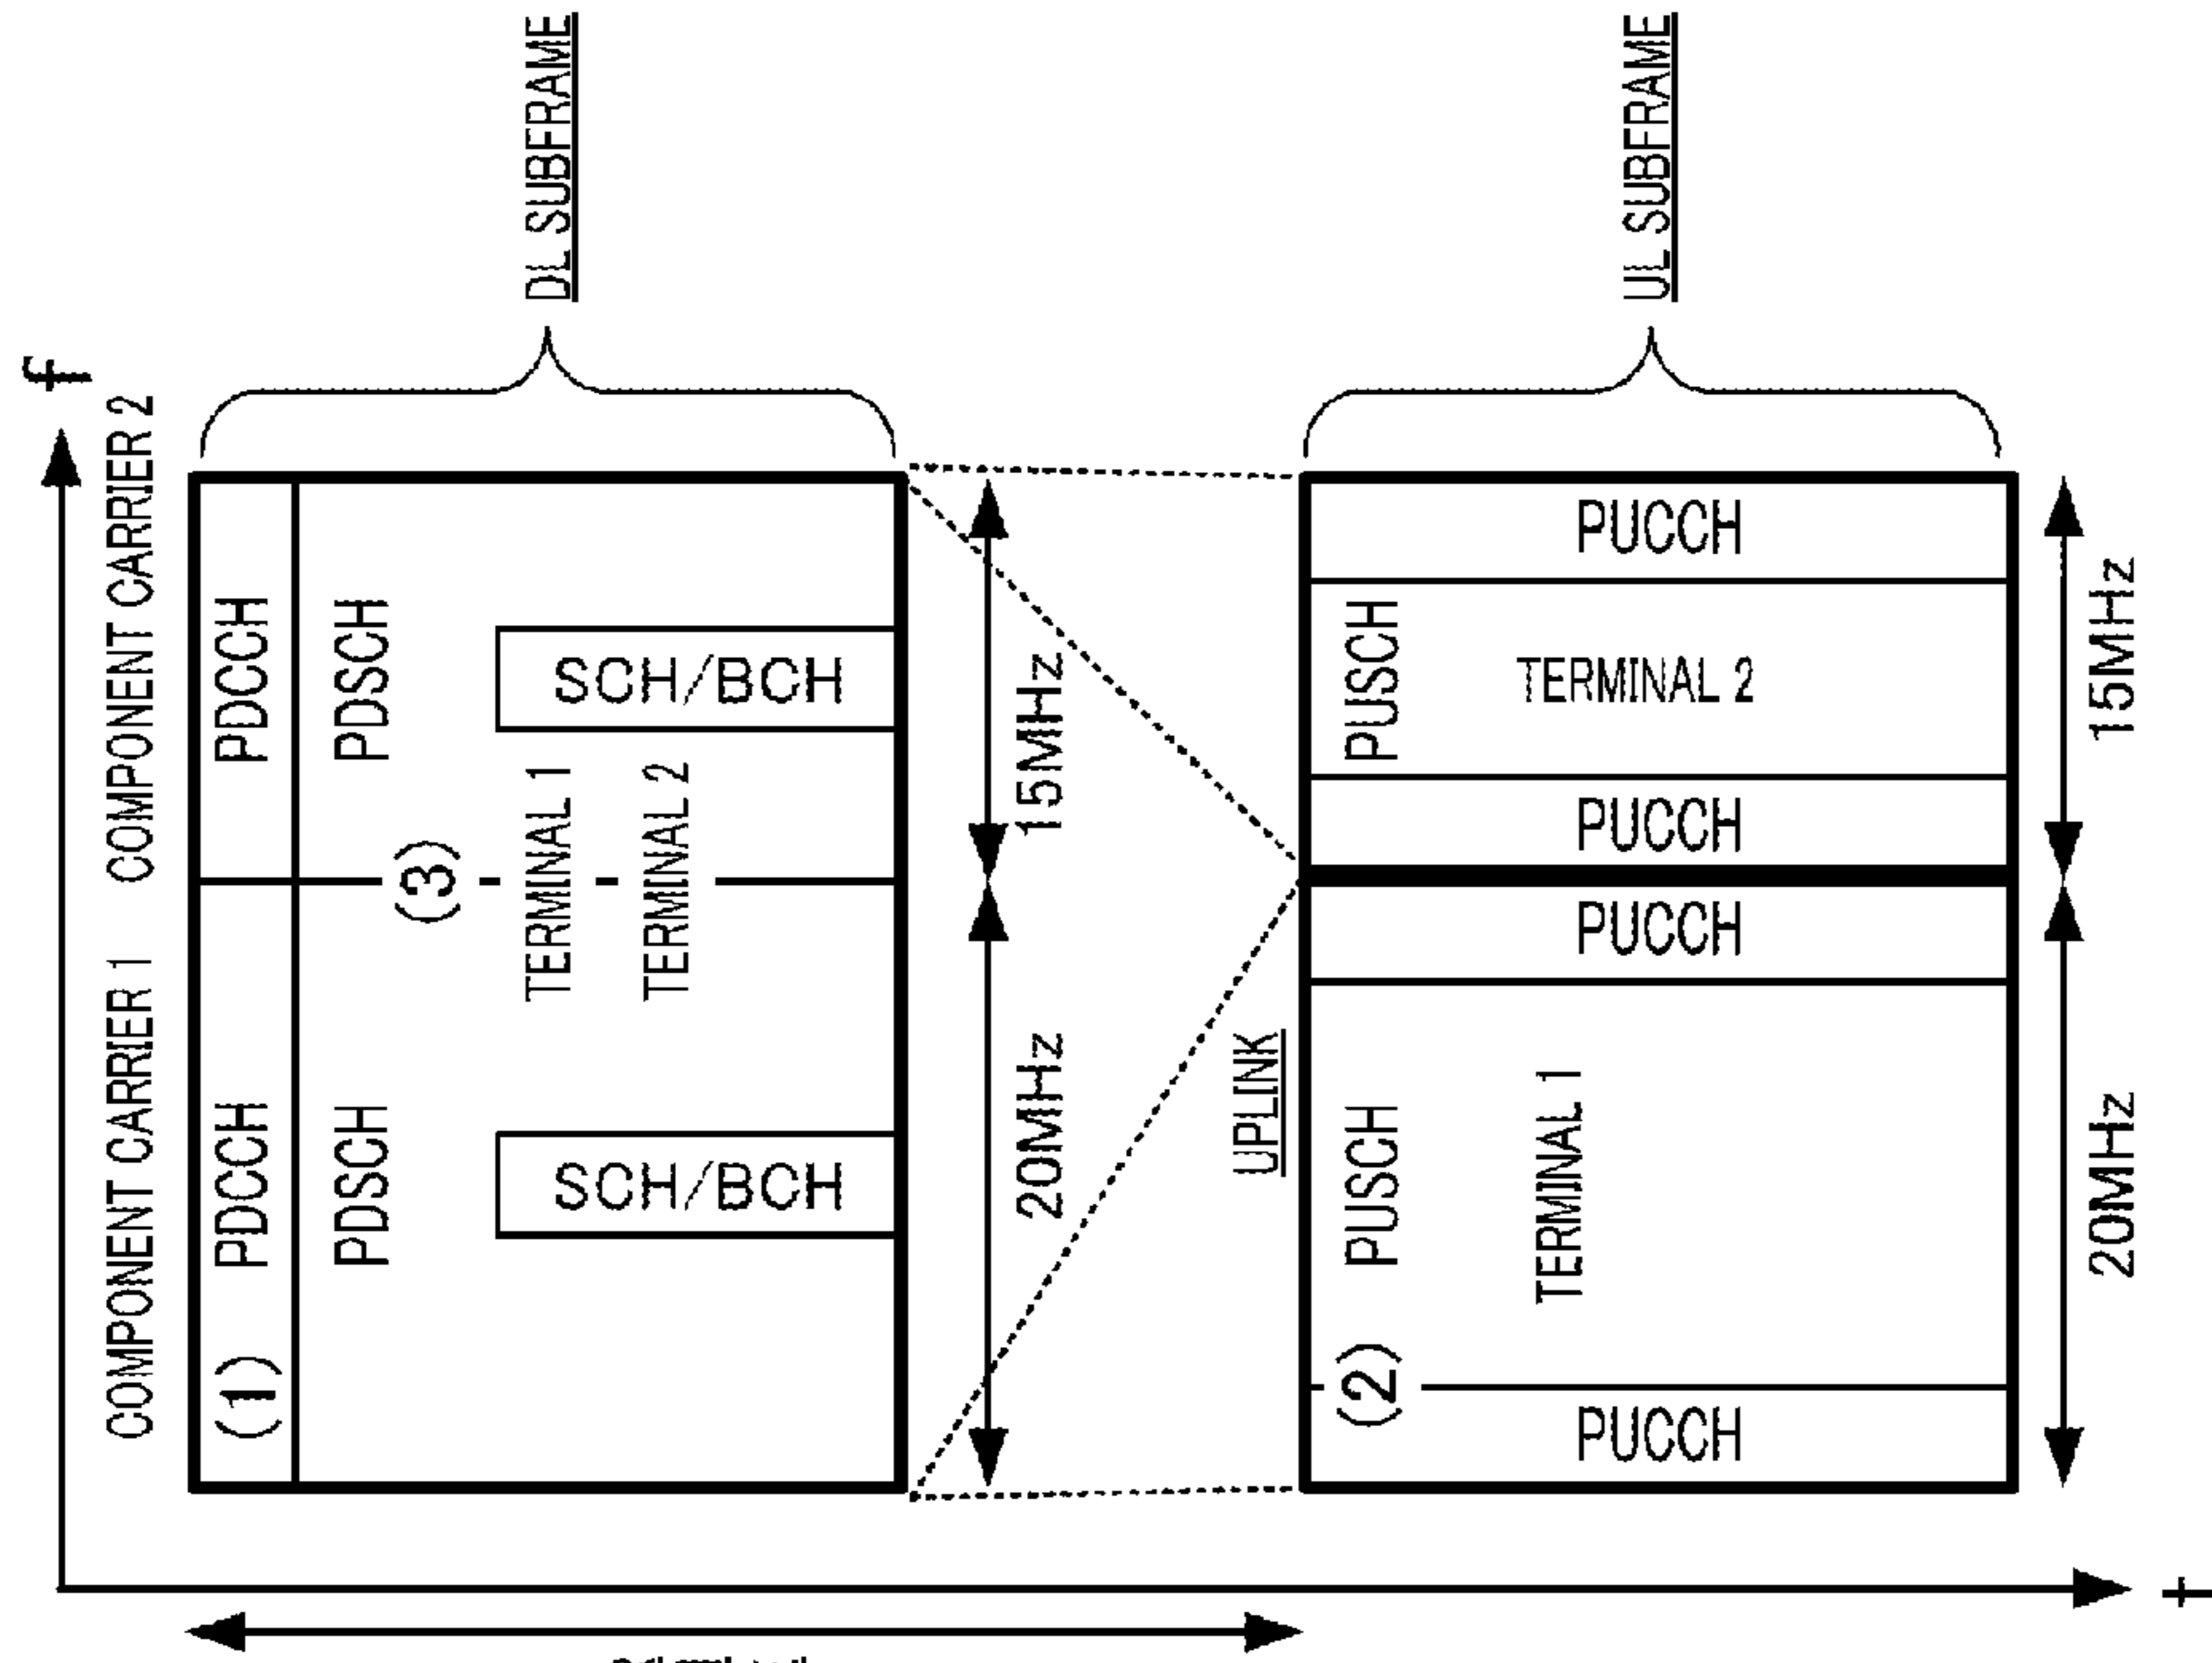 f
t
COMPONENT CARRIER 1
COMPONENT CARRIER 2
(1)
PDCCH
PDCCH
PDSCH
PDSCH
(3)
TERMINAL 1
TERMINAL 2
SCH/BCH
SCH/BCH
DL SUBFRAME
20MHz
15MHz
UPLINK
(2)
PUSCH
PUSCH
TERMINAL 1
TERMINAL 2
PUCCH
PUCCH
PUCCH
PUCCH
UL SUBFRAME
20MHz
15MHz